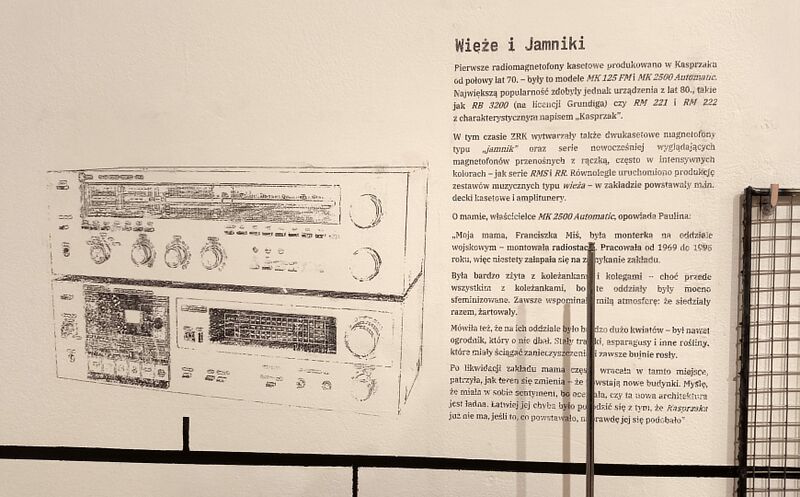 Więże i Jamniki
Pierwsze radiomagnetofony kasetowe produkowano w Kasprzaku
od połowy lat 70. – były to modele MK 125 FM i MK 2500 Automatic.
Największą popularność zdobyły jednak urządzenia z lat 80., takie
jak RB 3200 (na licencji Grundiga) czy RM 221 i RM 222
z charakterystycznym napisem „Kasprzak”.
W tym czasie ZRK wytwarzały także dwukasetowe magnetofony
typu „jamnik” oraz serie nowocześniej wyglądających
magnetofonów przenośnych z rączką, często w intensywnych
kolorach – jak serie RMS i RK. Równolegle uruchomiono produkcję
zestawów muzycznych typu wieża – w zakładzie powstawały m.in.
decki kasetowe i amplitunery.
O mamie, właścicielce MK 2500 Automatic, opowiada Paulina:
„Moja mama, Franciszka Miś, była monterką na oddziale
wojskowym – montowała Pracowała od 1969 do 1996
roku, więc niestety załapała się na zamykanie zakładu.
Była bardzo zżyta z koleżankami i kolegami – choć przede
wszystkim z koleżankami, bo te oddziały były mocno
sfeminizowane. Zawsze wspominała miłą atmosferę: że siedziały
razem, żartowały.
Mówiła też, że na ich oddziale było bardzo dużo kwiatów – był nawet
ogrodnik, który o nie dbał. Stały asparagusy i inne rośliny,
które miały ściągać zanieczyszczenia i zawsze bujnie rosły.
Po likwidacji zakładu mama często wracała w to miejsce,
patrzyła, jak teren się zmienia – że powstają nowe budynki. Myślę,
że miała w sobie sentyment, bo oceniała, czy ta nowa architektura
jest ładna. Łatwiej jej chyba było pogodzić się z tym, że Kasprzaka
już nie ma, jeśli to, co powstawało, naprawdę jej się podobało”